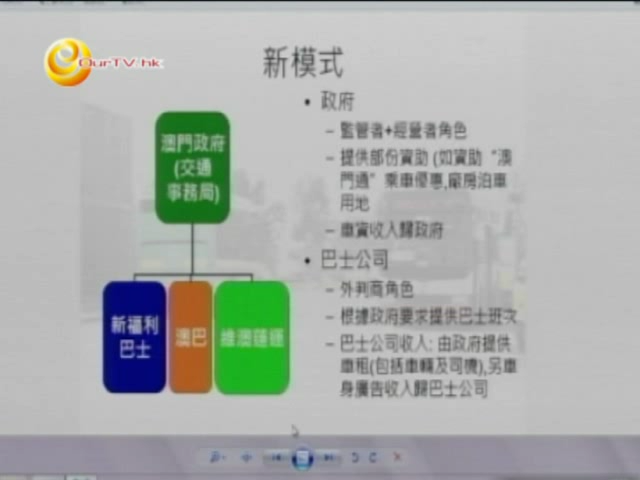 OurTV.hk
新模式
澳門政府
(交通
事務局)
新福利
巴士
澳巴
維澳蓮運
• 政府
– 監管者+經營者角色
– 提供部份資助 (如資助“澳
門通”乘車優惠,廠房泊車
用地
– 車資收入歸政府
• 巴士公司
– 外判商角色
– 根據政府要求提供巴士班次
– 巴士公司收入: 由政府提供
車租(包括車輛及司機),另車
身廣告收入歸巴士公司